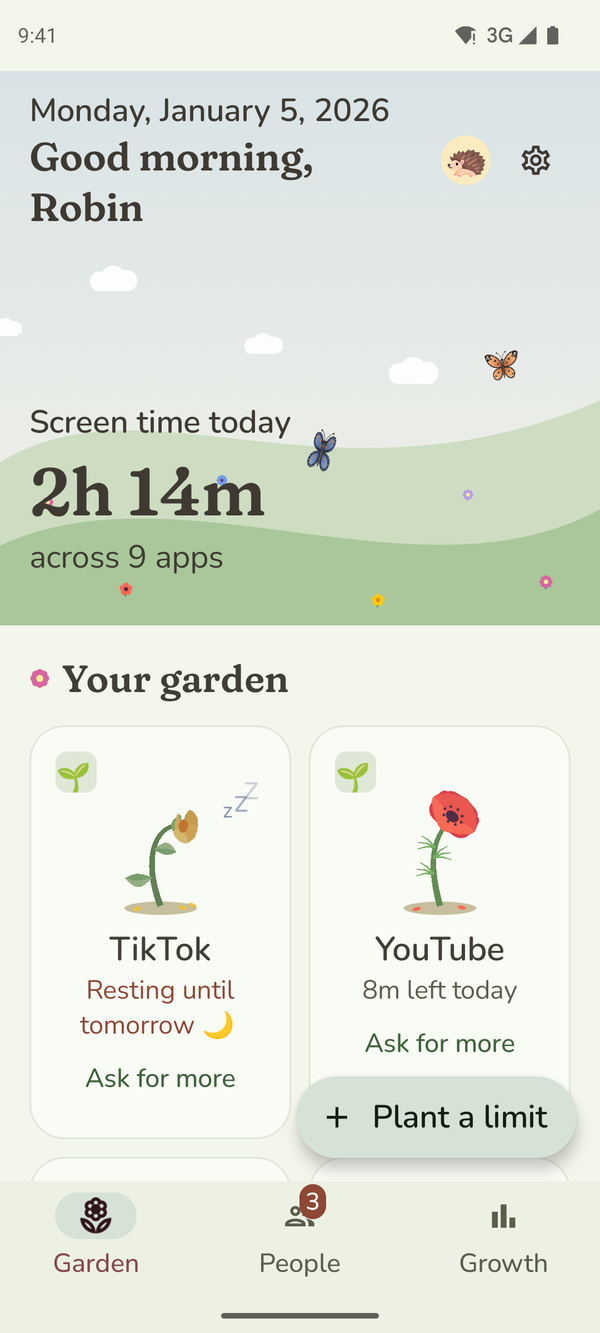 9:41
3G
Monday, January 5, 2026
Good morning,
Robin
Screen time today
2h 14m
across 9 apps
Your garden
z z z
TikTok
Resting until
tomorrow 🌙
Ask for more
YouTube
8m left today
Ask for more
+ Plant a limit
3
Garden
People
Growth